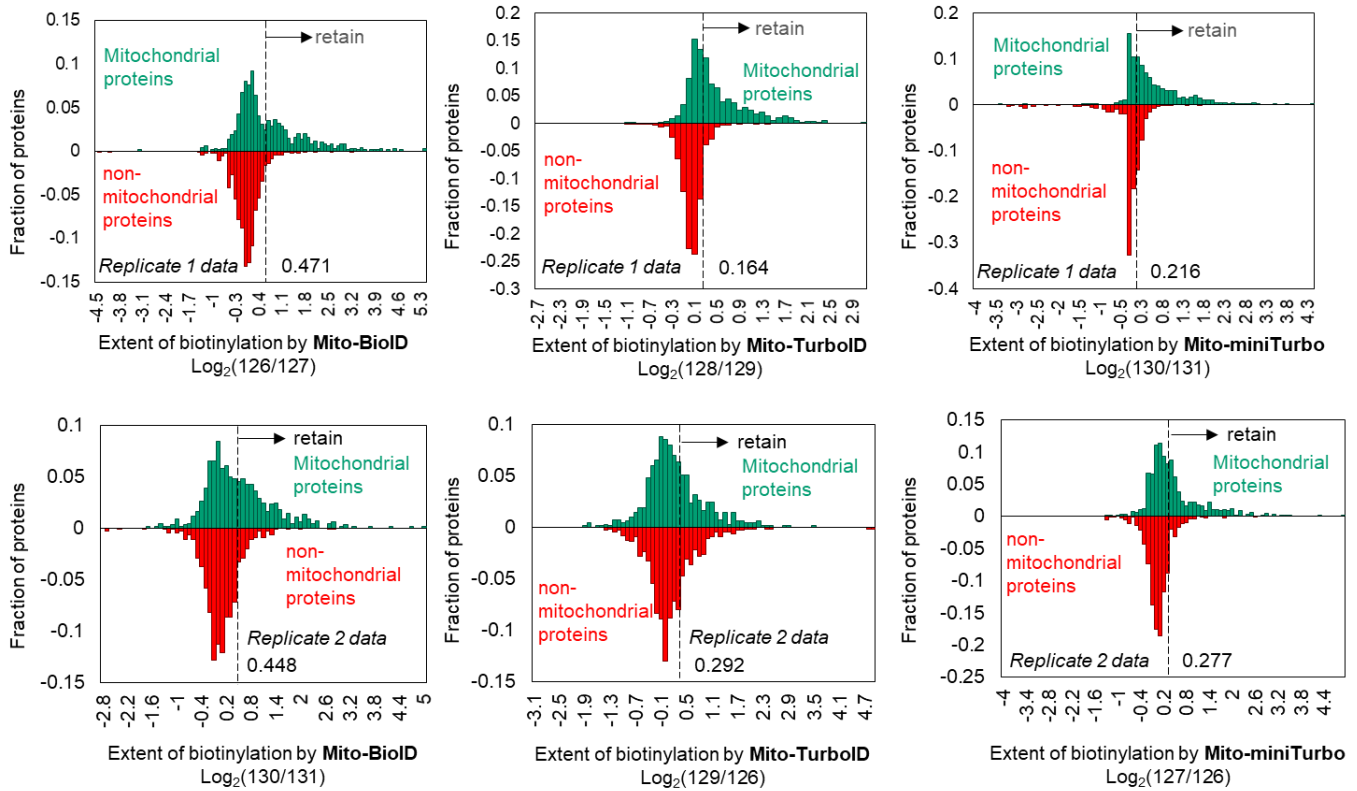 0.15
0.1
0.05
0
-0.05
-0.1
-0.15
Fraction of proteins
retain
Mitochondrial
proteins
non-
mitochondrial
proteins
Replicate 1 data
0.471
-4.5 -3.8 -3.1 -2.4 -1.7 -1 -0.3 0.4 1.1 1.8 2.5 3.2 3.9 4.6 5.3
Extent of biotinylation by Mito-BioID
Log₂(126/127)
0.2
0.15
0.1
0.05
0
-0.05
-0.1
-0.15
-0.2
-0.25
-0.3
Fraction of proteins
retain
Mitochondrial
proteins
non-
mitochondrial
proteins
Replicate 1 data
0.164
-2.7 -2.3 -1.9 -1.5 -1.1 -0.7 -0.3 0.1 0.5 0.9 1.3 1.7 2.1 2.5 2.9
Extent of biotinylation by Mito-TurboID
Log₂(128/129)
0.2
0.1
0
-0.1
-0.2
-0.3
-0.4
Fraction of proteins
retain
Mitochondrial
proteins
non-
mitochondrial
proteins
Replicate 1 data
0.216
-4 -3.5 -3 -2.5 -2 -1.5 -1 -0.5 -0.2 0.3 0.8 1.3 1.8 2.3 2.8 3.3 3.8 4.3
Extent of biotinylation by Mito-miniTurbo
Log₂(130/131)
0.1
0.05
0
-0.05
-0.1
-0.15
Fraction of proteins
retain
Mitochondrial
proteins
non-
mitochondrial
proteins
Replicate 2 data
0.448
-2.8 -2.2 -1.6 -1 -0.4 0.2 0.8 1.4 2 2.6 3.2 3.8 4.4 5
Extent of biotinylation by Mito-BioID
Log₂(130/131)
0.1
0.05
0
-0.05
-0.1
-0.15
Fraction of proteins
retain
Mitochondrial
proteins
non-
mitochondrial
proteins
Replicate 2 data
0.292
-3.1 -2.5 -1.9 -1.3 -0.7 -0.1 0.5 1.1 1.7 2.3 2.9 3.5 4.1 4.7
Extent of biotinylation by Mito-TurboID
Log₂(129/126)
0.15
0.1
0.05
0
-0.05
-0.1
-0.15
-0.2
-0.25
Fraction of proteins
retain
Mitochondrial
proteins
non-
mitochondrial
proteins
Replicate 2 data
0.277
-4 -3.4 -2.8 -2.2 -1.6 -1 -0.4 0.2 0.8 1.4 2 2.6 3.2 3.8 4.4
Extent of biotinylation by Mito-miniTurbo
Log₂(127/126)